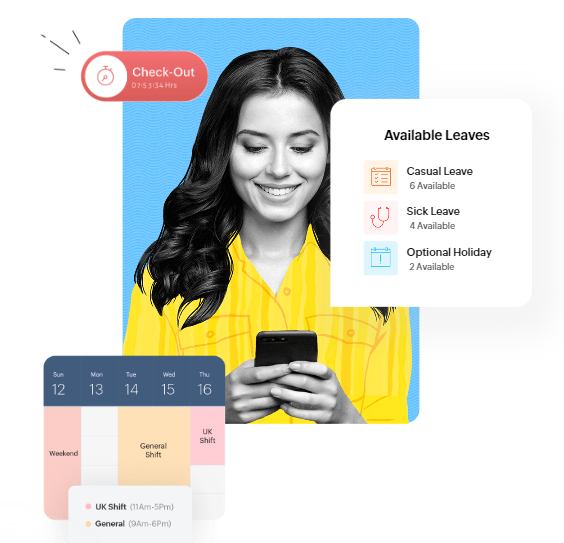 Check-Out
07:53:34 Hrs
Available Leaves
Casual Leave
6 Available
Sick Leave
4 Available
Optional Holiday
2 Available
Sun Mon Tue Wed Thu
12 13 14 15 16
Weekend
General
Shift
UK
Shift
UK Shift (11Am-5Pm)
General (9Am-6Pm)